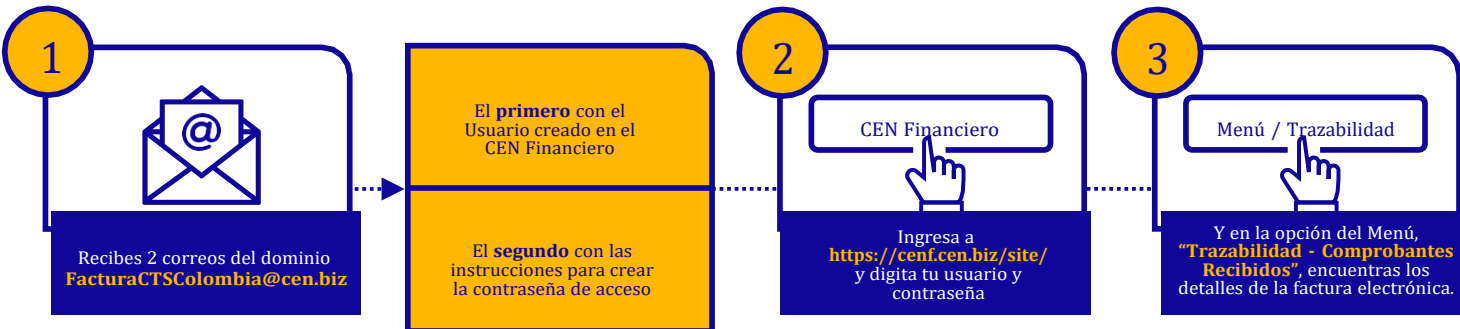 1
@
Recibes 2 correos del dominio
FacturaCTSColombia@cen.biz
El primero con el
Usuario creado en el
CEN Financiero
El segundo con las
instrucciones para crear
la contraseña de acceso
2
CEN Financiero
Ingresa a
https://cenf.cen.biz/site/
y digita tu usuario y
contraseña
3
Menú / Trazabilidad
Y en la opción del Menú,
“Trazabilidad - Comprobantes
Recibidos”, encuentras los
detalles de la factura electrónica.